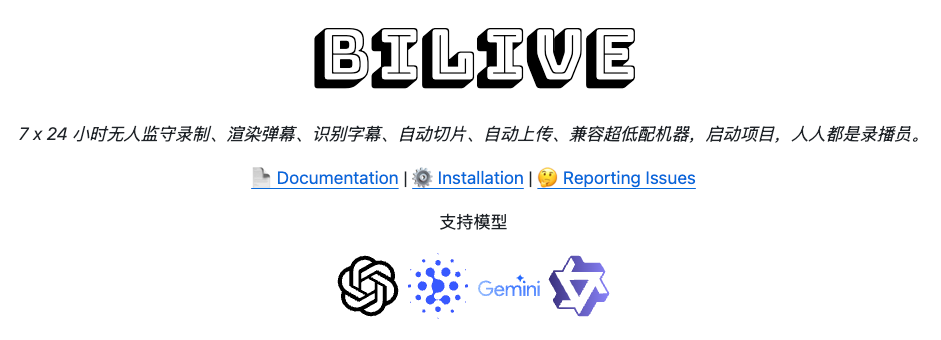 BILIVE
7 x 24 小时无人监守录制、渲染弹幕、识别字幕、自动切片、自动上传、兼容超低配机器，启动项目，人人都是录播员。
Documentation | Installation | Reporting Issues
支持模型
Gemini